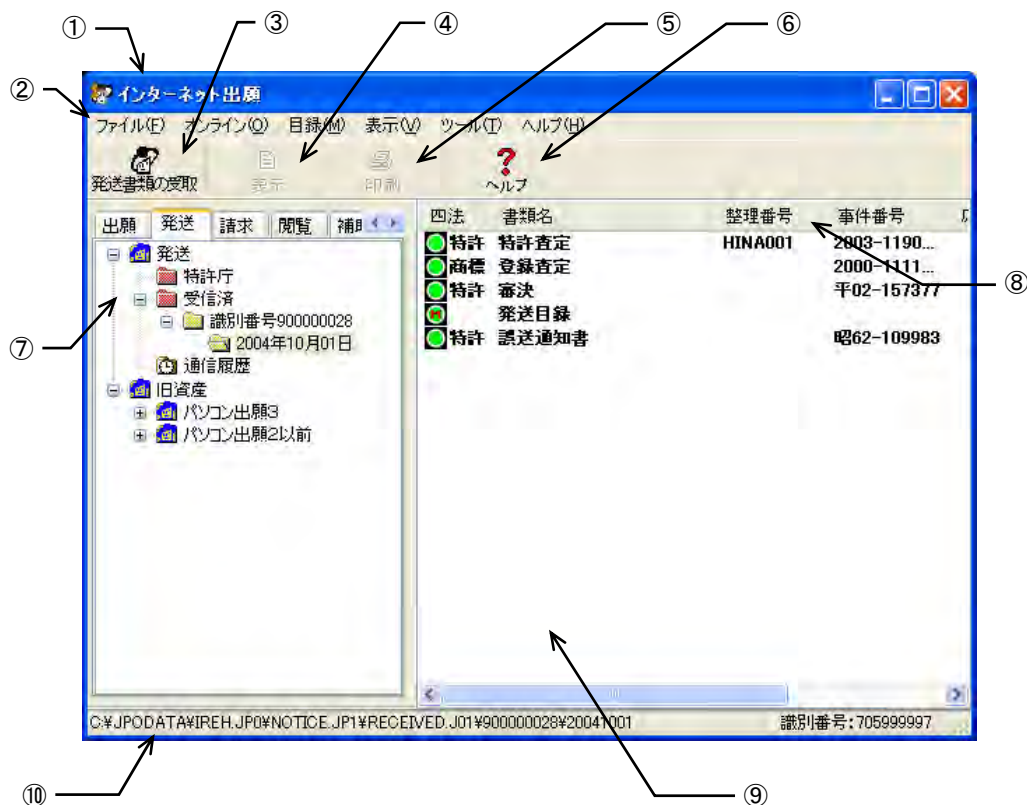 ① ③ ④ ⑤ ⑥
②
インターネット出願
ファイル(F) オンライン(O) 目録(M) 表示(V) ツール(T) ヘルプ(H)
発送書類の受取 表示 印刷 ヘルプ
出願 発送 請求 閲覧
四法 書類名 整理番号 事件番号
発送
特許庁
受信済
識別番号900000028
2004年10月01日
通信履歴
旧資産
パソコン出願3
パソコン出願2以前
特許 特許査定 HINA001 2003-1190...
商標 登録査定 2000-1111...
特許 審決 平02-157377
発送目録
特許 誤送通知書 昭62-109983
⑦
⑧
C:¥JPODATA¥IREH.JP0¥NOTICE.JP1¥RECEIVED.J01¥900000028¥20041001 識別番号:705999997
⑩ ⑨